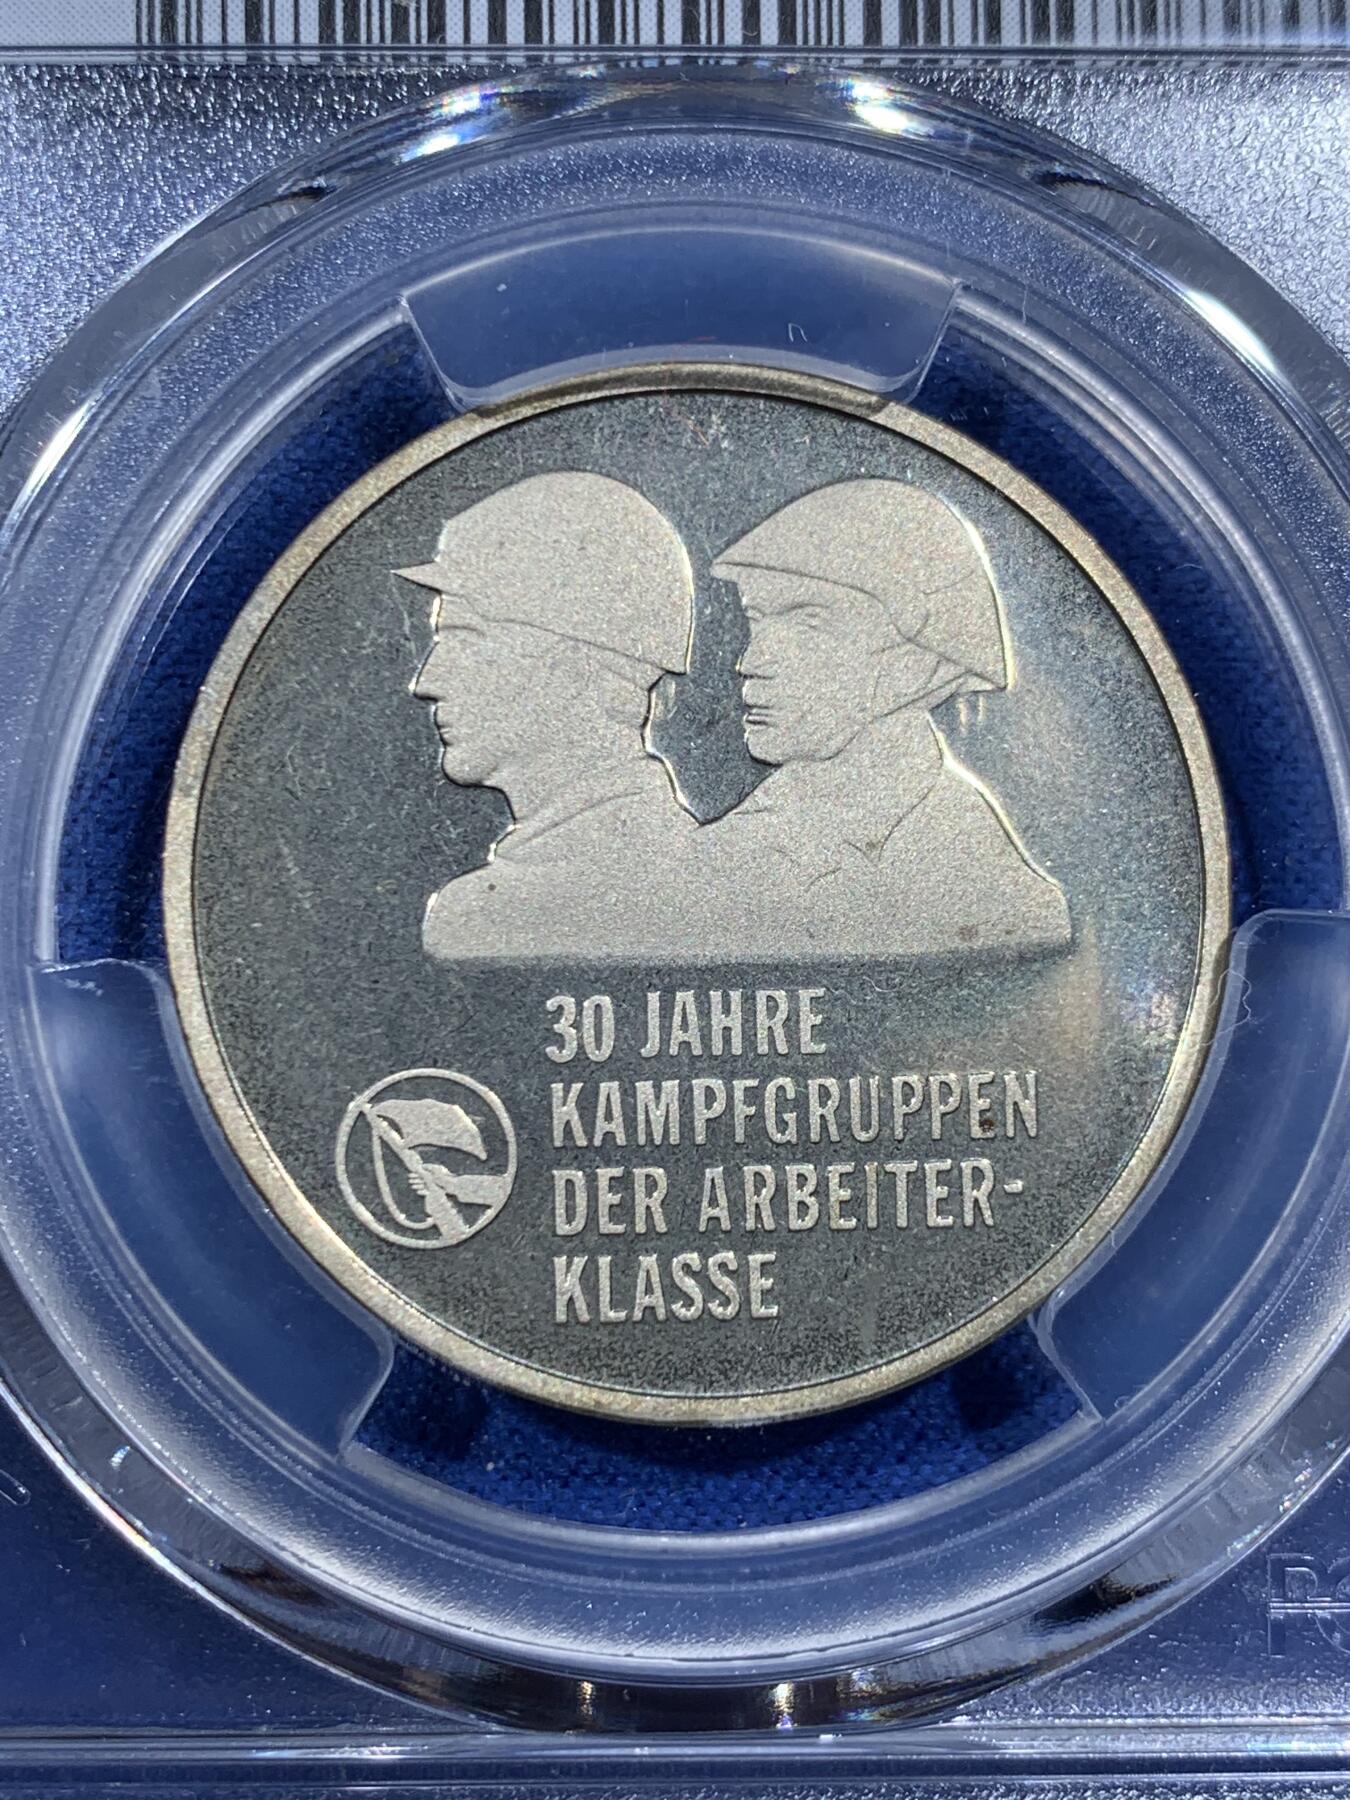 30 JAHRE
KAMPFGRUPPEN
DER ARBEITER-
KLASSE